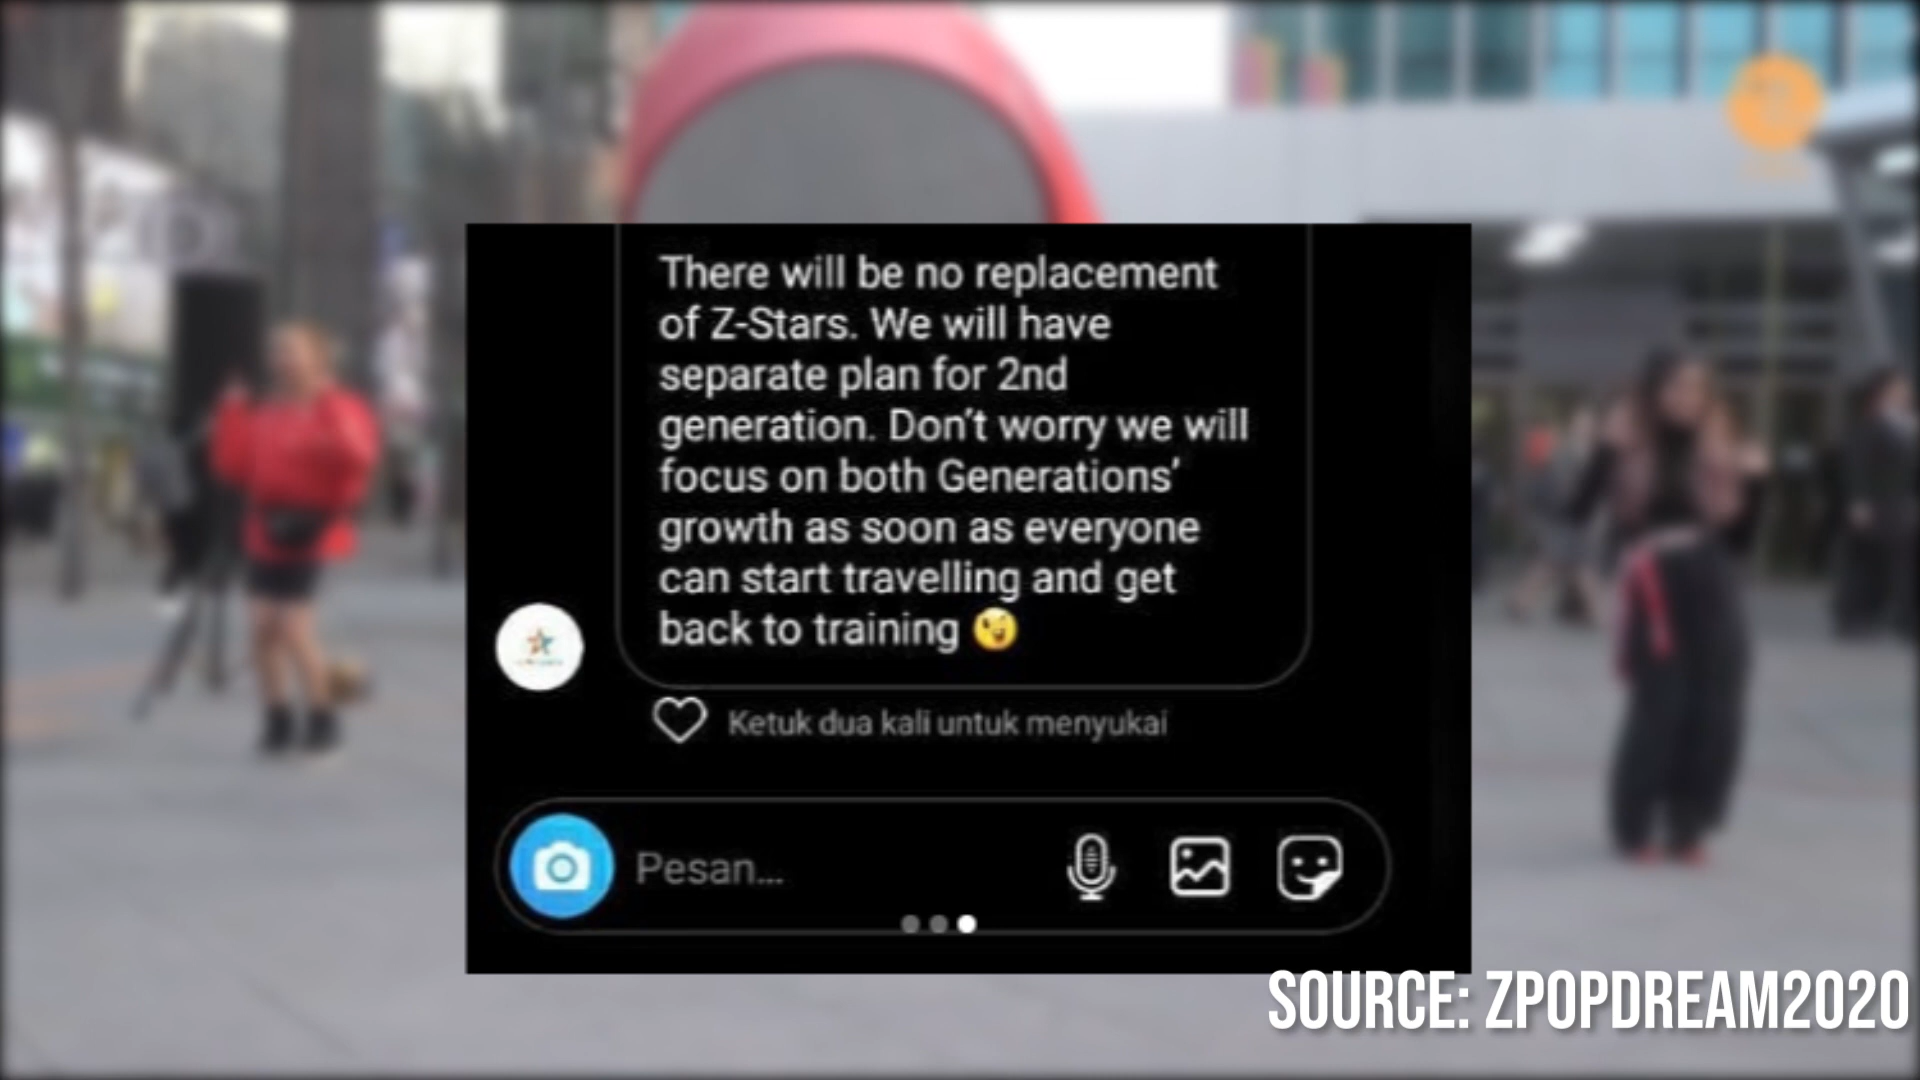 There will be no replacement
of Z-Stars. We will have
separate plan for 2nd
generation. Don't worry we will
focus on both Generations'
growth as soon as everyone
can start travelling and get
back to training 😉
Ketuk dua kali untuk menyukai
Pesan...
SOURCE: ZPOPDREAM2020